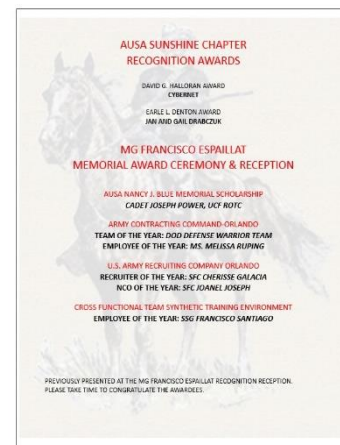 AUSA SUNSHINE CHAPTER
RECOGNITION AWARDS
DAVID G. HALLORAN AWARD
CYBERNET
EARLE L. DENTON AWARD
JAN AND GAIL DRABCZUK
MG FRANCISCO ESPAILLAT
MEMORIAL AWARD CEREMONY & RECEPTION
AUSA NANCY J. BLUE MEMORIAL SCHOLARSHIP
CADET JOSEPH POWER, UCF ROTC
ARMY CONTRACTING COMMAND-ORLANDO
TEAM OF THE YEAR: DOD DEFENSE WARRIOR TEAM
EMPLOYEE OF THE YEAR: MS. MELISSA RUPING
U.S. ARMY RECRUITING COMPANY ORLANDO
RECRUITER OF THE YEAR: SFC CHERISSE GALACIA
NCO OF THE YEAR: SFC JOANEL JOSEPH
CROSS FUNCTIONAL TEAM SYNTHETIC TRAINING ENVIRONMENT
EMPLOYEE OF THE YEAR: SSG FRANCISCO SANTIAGO
PREVIOUSLY PRESENTED AT THE MG FRANCISCO ESPAILLAT RECOGNITION RECEPTION.
PLEASE TAKE TIME TO CONGRATULATE THE AWARDEES.